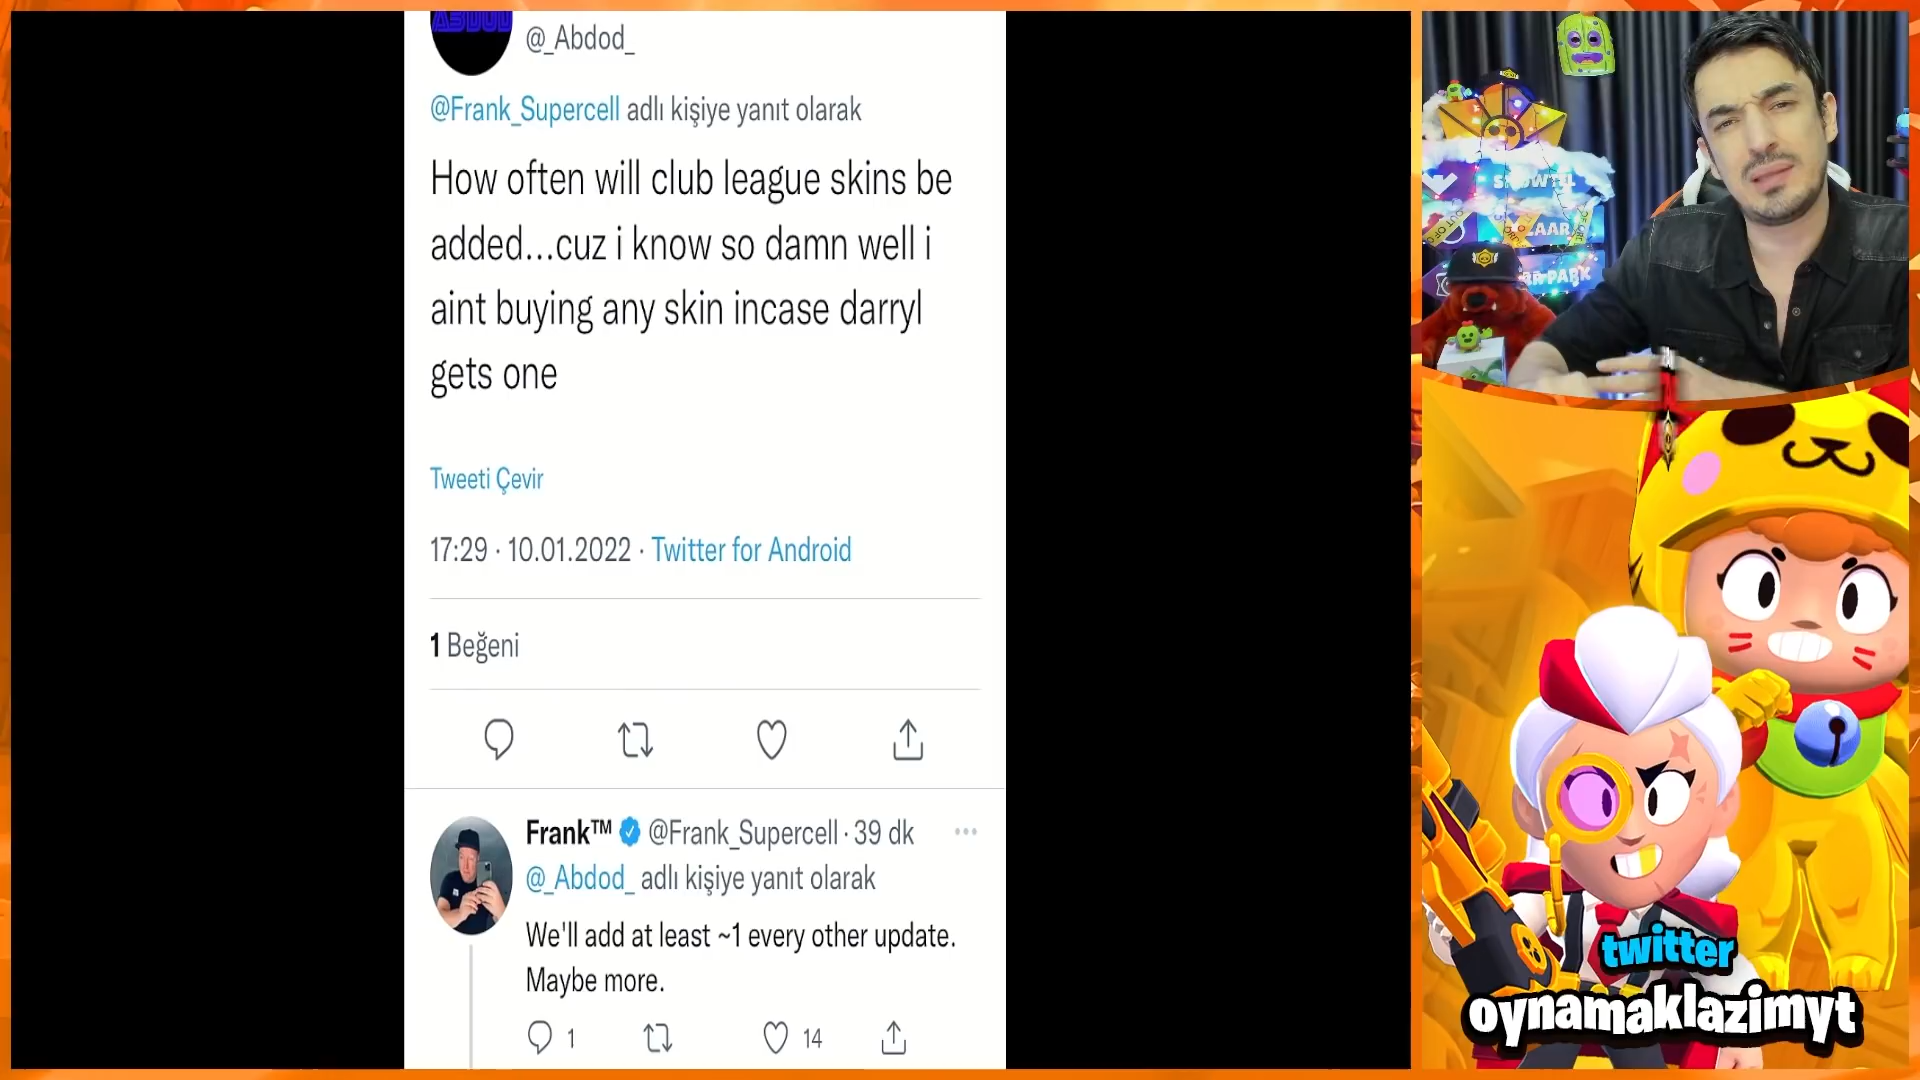 ABDOD
@_Abdod_
@Frank_Supercell adlı kişiye yanıt olarak
How often will club league skins be
added...cuz i know so damn well i
aint buying any skin incase darryl
gets one
Tweeti Çevir
17:29 · 10.01.2022 · Twitter for Android
1 Beğeni
Frank™ @Frank_Supercell · 39 dk
@_Abdod_ adlı kişiye yanıt olarak
We'll add at least ~1 every other update.
Maybe more.
1
14
PARK
twitter
oynamaklazimyt